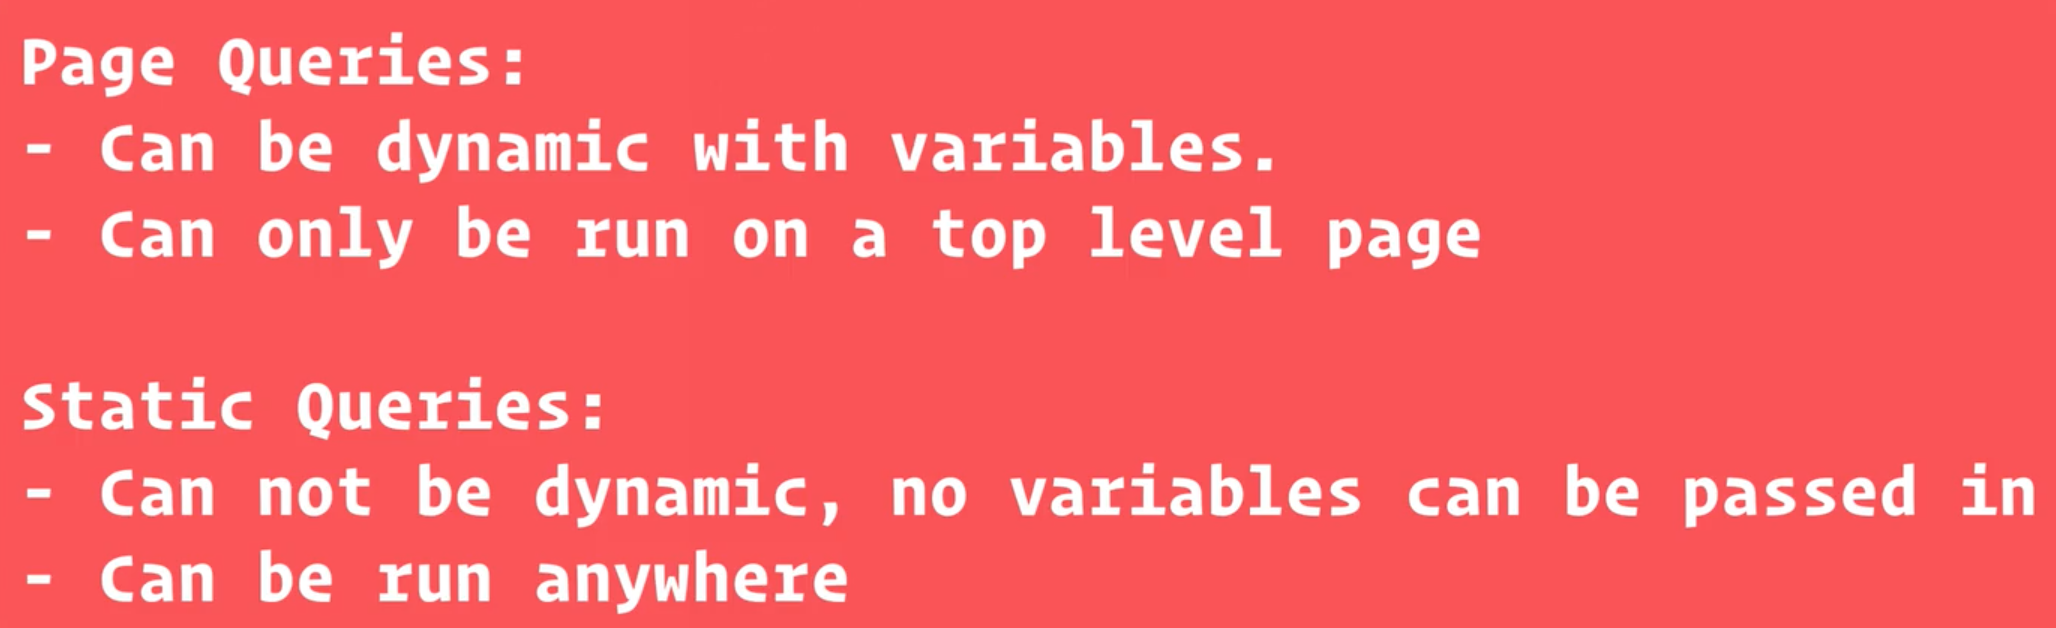 Page Queries:
- Can be dynamic with variables.
- Can only be run on a top level page
Static Queries:
- Can not be dynamic, no variables can be passed in
- Can be run anywhere